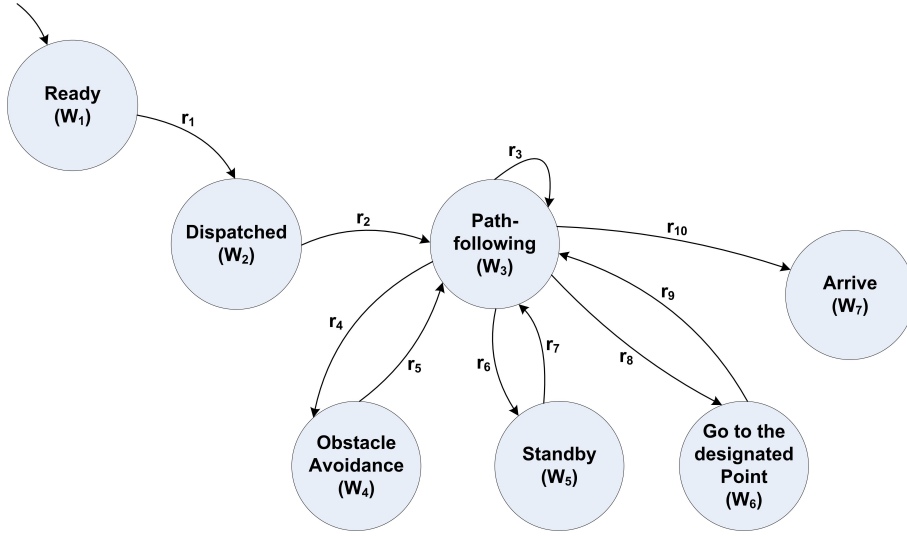 Ready
(W₁)
r₁
Dispatched
(W₂)
r₂
r₃
Path-
following
(W₃)
r₁₀
Arrive
(W₇)
r₄
r₅
r₆
r₇
r₈
r₉
Obstacle
Avoidance
(W₄)
Standby
(W₅)
Go to the
designated
Point
(W₆)